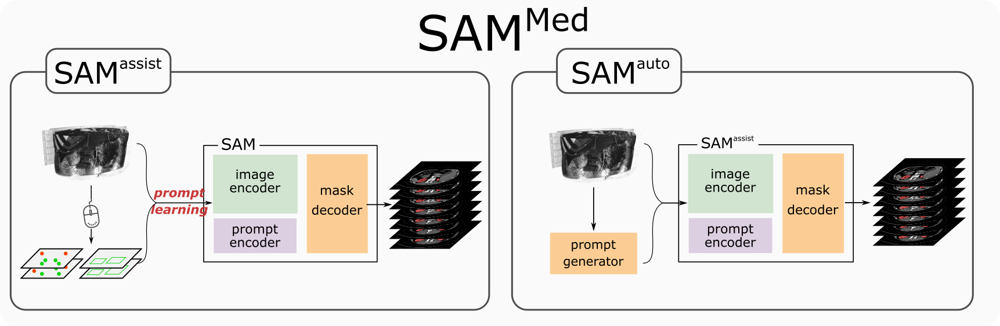 SAMMed
SAMassist
SAMauto
SAM
image
encoder
prompt
encoder
mask
decoder
prompt
learning
SAMassist
image
encoder
prompt
encoder
mask
decoder
prompt
generator